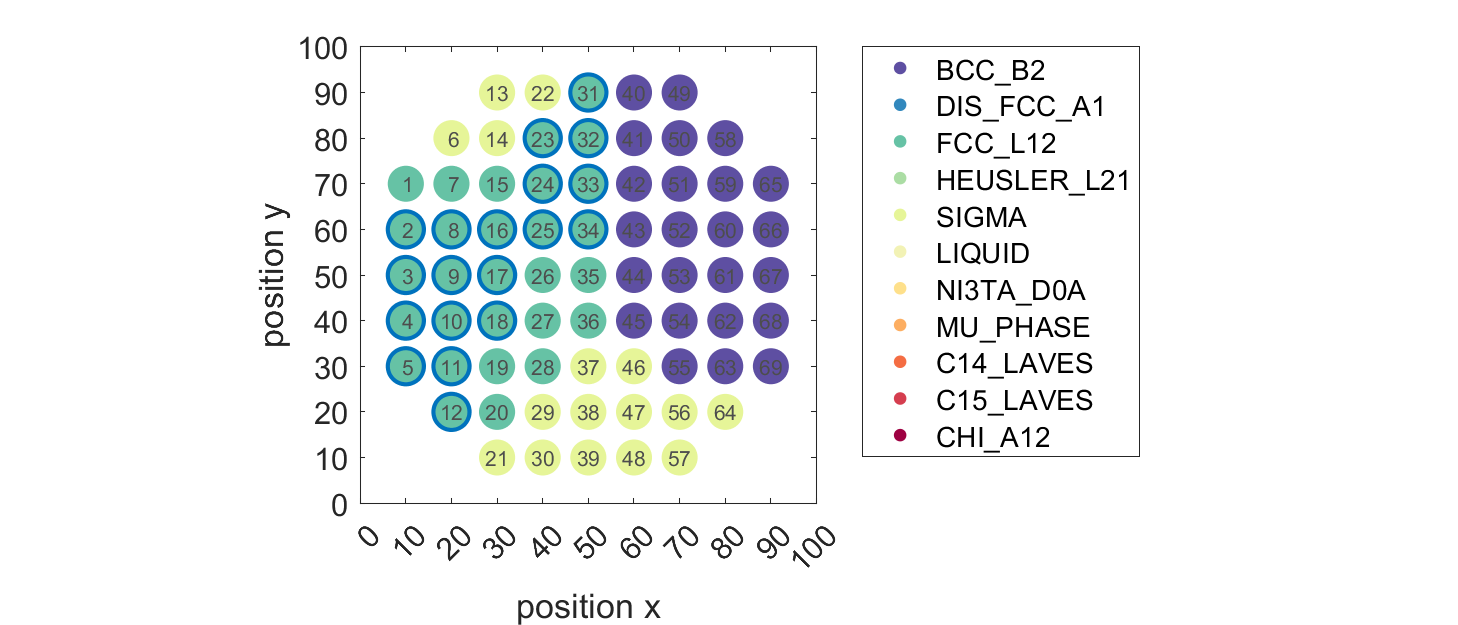 100
90
80
70
60
50
40
30
20
10
0
position y
13 22 31 40 49
6 14 23 32 41 50 58
1 7 15 24 33 42 51 59 65
2 8 16 25 34 43 52 60 66
3 9 17 26 35 44 53 61 67
4 10 18 27 36 45 54 62 68
5 11 19 28 37 46 55 63 69
12 20 29 38 47 56 64
21 30 39 48 57
0 10 20 30 40 50 60 70 80 90 100
position x
BCC_B2
DIS_FCC_A1
FCC_L12
HEUSLER_L21
SIGMA
LIQUID
NI3TA_D0A
MU_PHASE
C14_LAVES
C15_LAVES
CHI_A12